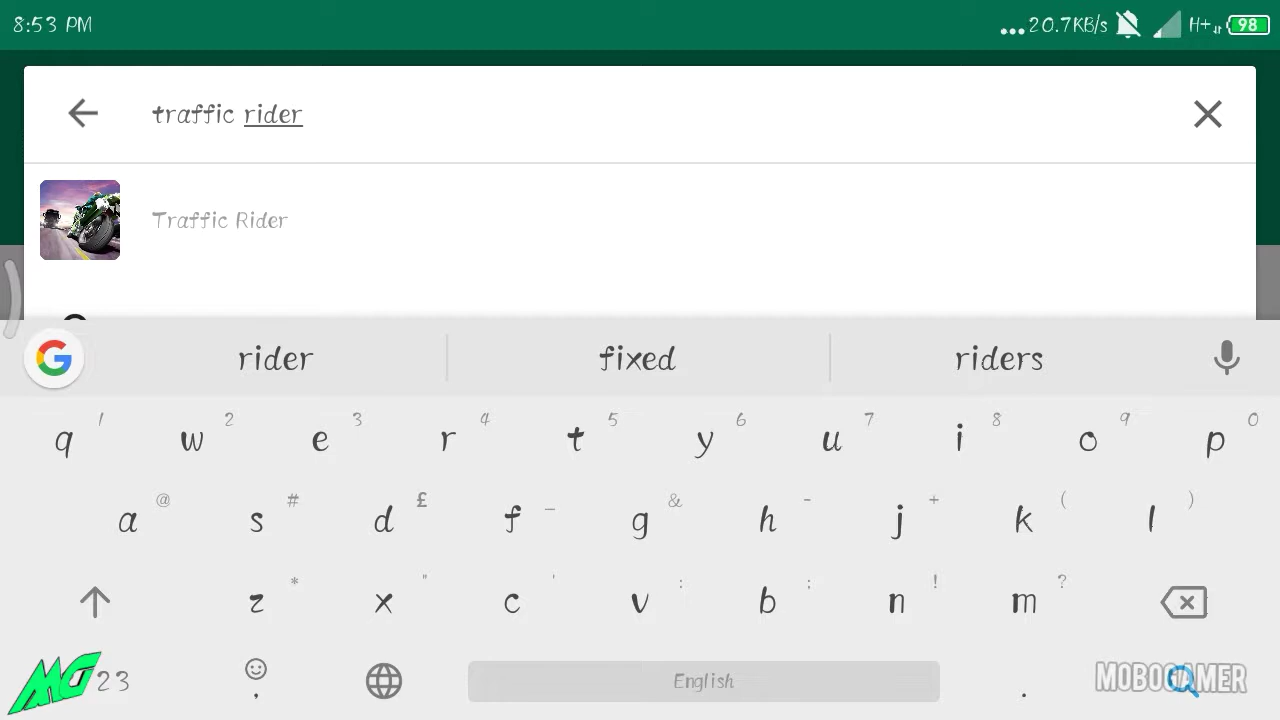 8:53 PM ...20.7KB/s H+ 98
traffic rider
Traffic Rider
rider fixed riders
1 2 3 4 5 6 7 8 9 0
q w e r t y u i o p
@ # £ _ & - + ( )
a s d f g h j k l
* " ' : ; ! ?
z x c v b n m
MG 23 , English . MOBOGAMER